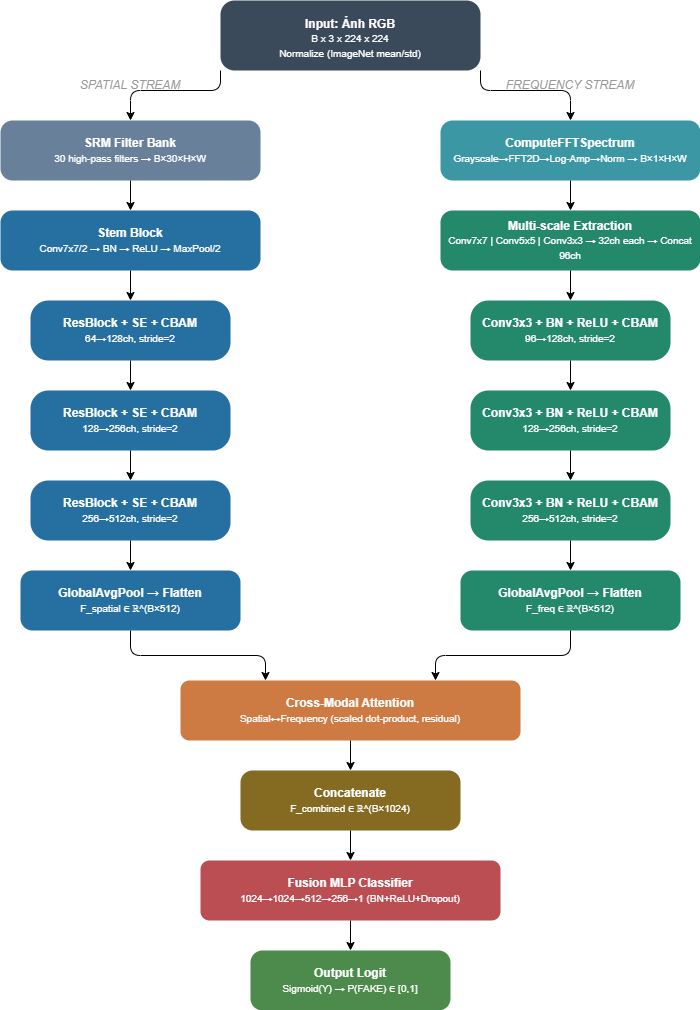 Input: Ảnh RGB
B x 3 x 224 x 224
Normalize (ImageNet mean/std)
SPATIAL STREAM
FREQUENCY STREAM
SRM Filter Bank
30 high-pass filters → B×30×H×W
ComputeFFTSpectrum
Grayscale→FFT2D→Log-Amp→Norm → B×1×H×W
Stem Block
Conv7x7/2 → BN → ReLU → MaxPool/2
Multi-scale Extraction
Conv7x7 | Conv5x5 | Conv3x3 → 32ch each → Concat
96ch
ResBlock + SE + CBAM
64→128ch, stride=2
Conv3x3 + BN + ReLU + CBAM
96→128ch, stride=2
ResBlock + SE + CBAM
128→256ch, stride=2
Conv3x3 + BN + ReLU + CBAM
128→256ch, stride=2
ResBlock + SE + CBAM
256→512ch, stride=2
Conv3x3 + BN + ReLU + CBAM
256→512ch, stride=2
GlobalAvgPool → Flatten
F_spatial ∈ ℝ^(B×512)
GlobalAvgPool → Flatten
F_freq ∈ ℝ^(B×512)
Cross-Modal Attention
Spatial↔Frequency (scaled dot-product, residual)
Concatenate
F_combined ∈ ℝ^(B×1024)
Fusion MLP Classifier
1024→1024→512→256→1 (BN+ReLU+Dropout)
Output Logit
Sigmoid(Y) → P(FAKE) ∈ [0,1]